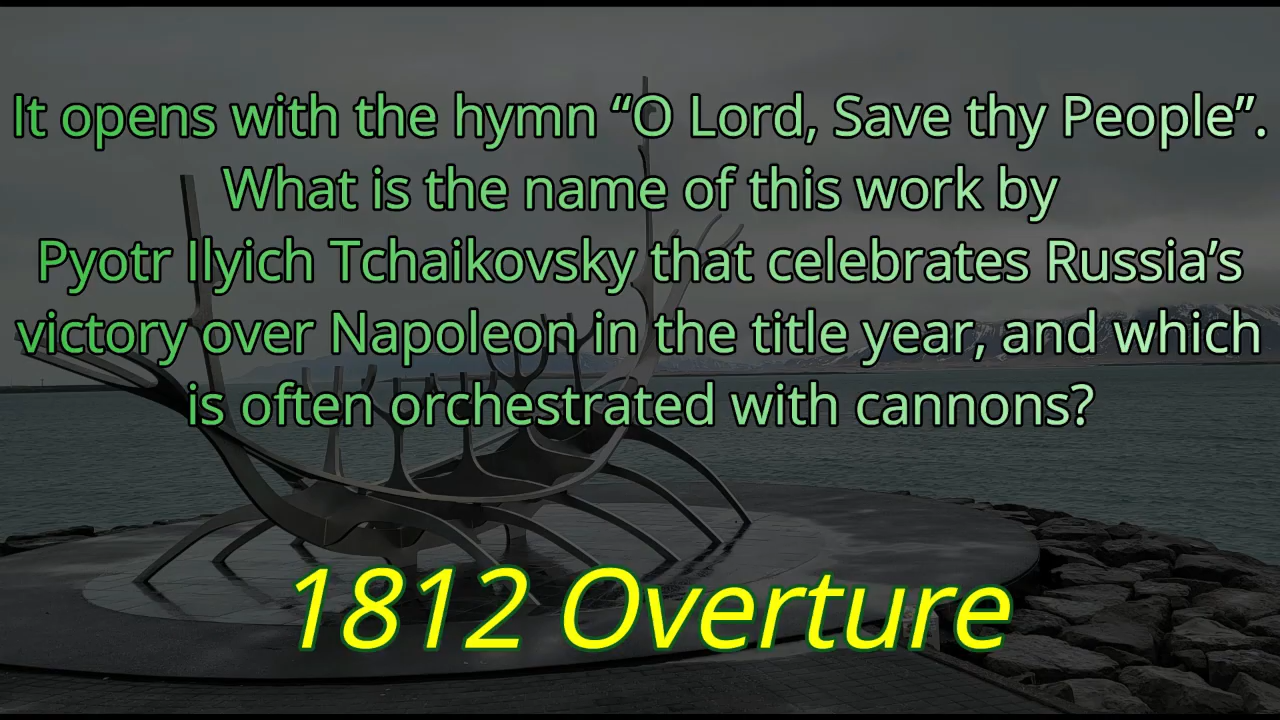 It opens with the hymn “O Lord, Save thy People”.
What is the name of this work by
Pyotr Ilyich Tchaikovsky that celebrates Russia’s
victory over Napoleon in the title year, and which
is often orchestrated with cannons?
1812 Overture